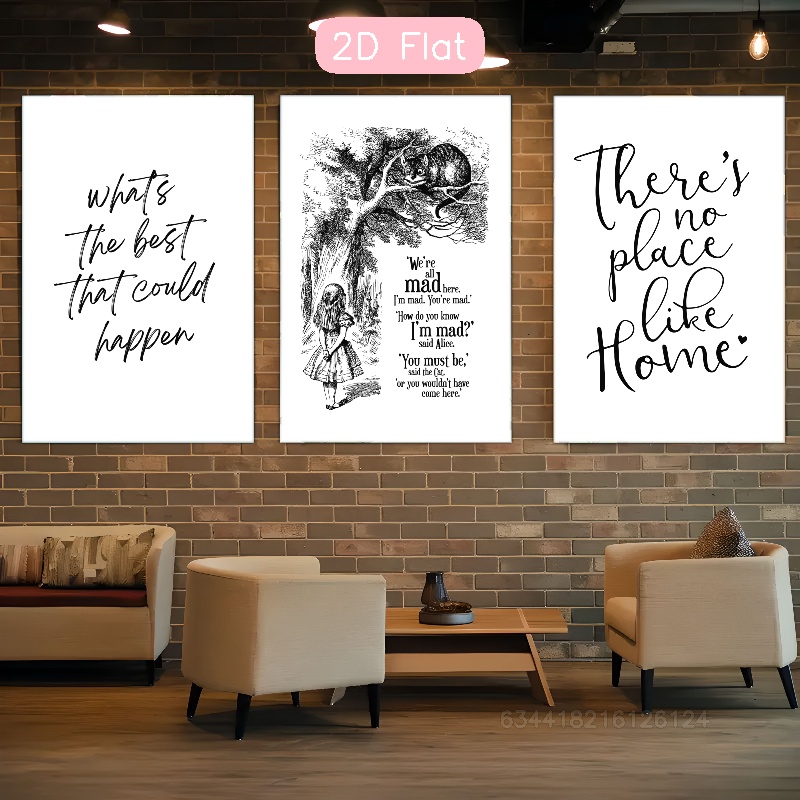 2D Flat
what's
the best
that could
happen
'We're
all
mad here.
I'm mad. You're mad.'
'How do you know
I'm mad?'
said Alice.
'You must be,'
said the Cat,
'or you wouldn't have
come here.'
There's
no
place
like
Home
634418216126124